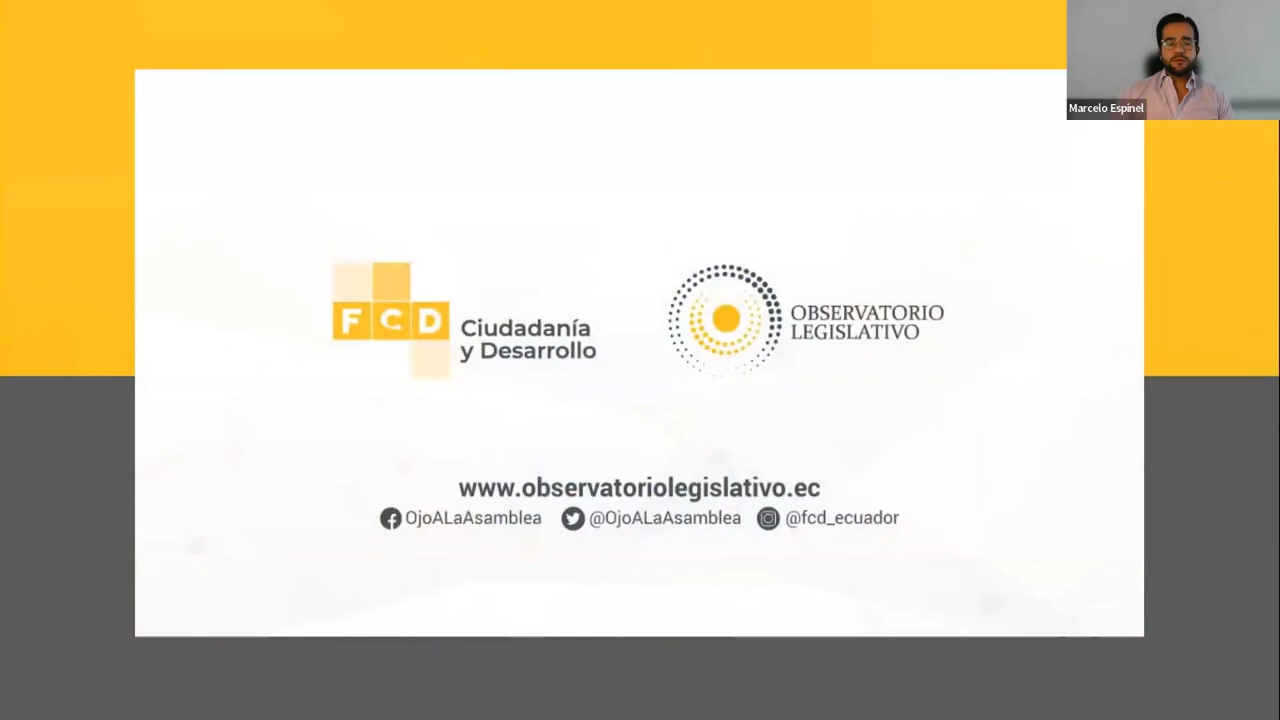 Marcelo Espinel
FCD
Ciudadanía
y Desarrollo
OBSERVATORIO
LEGISLATIVO
www.observatoriolegislativo.ec
OjoALaAsamblea @OjoALaAsamblea @fcd_ecuador